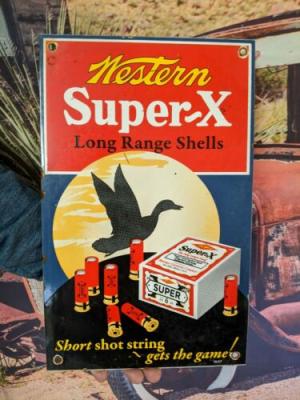 Western
Super-X
Long Range Shells
Super-X
SUPER
Short shot string
~ gets the game!